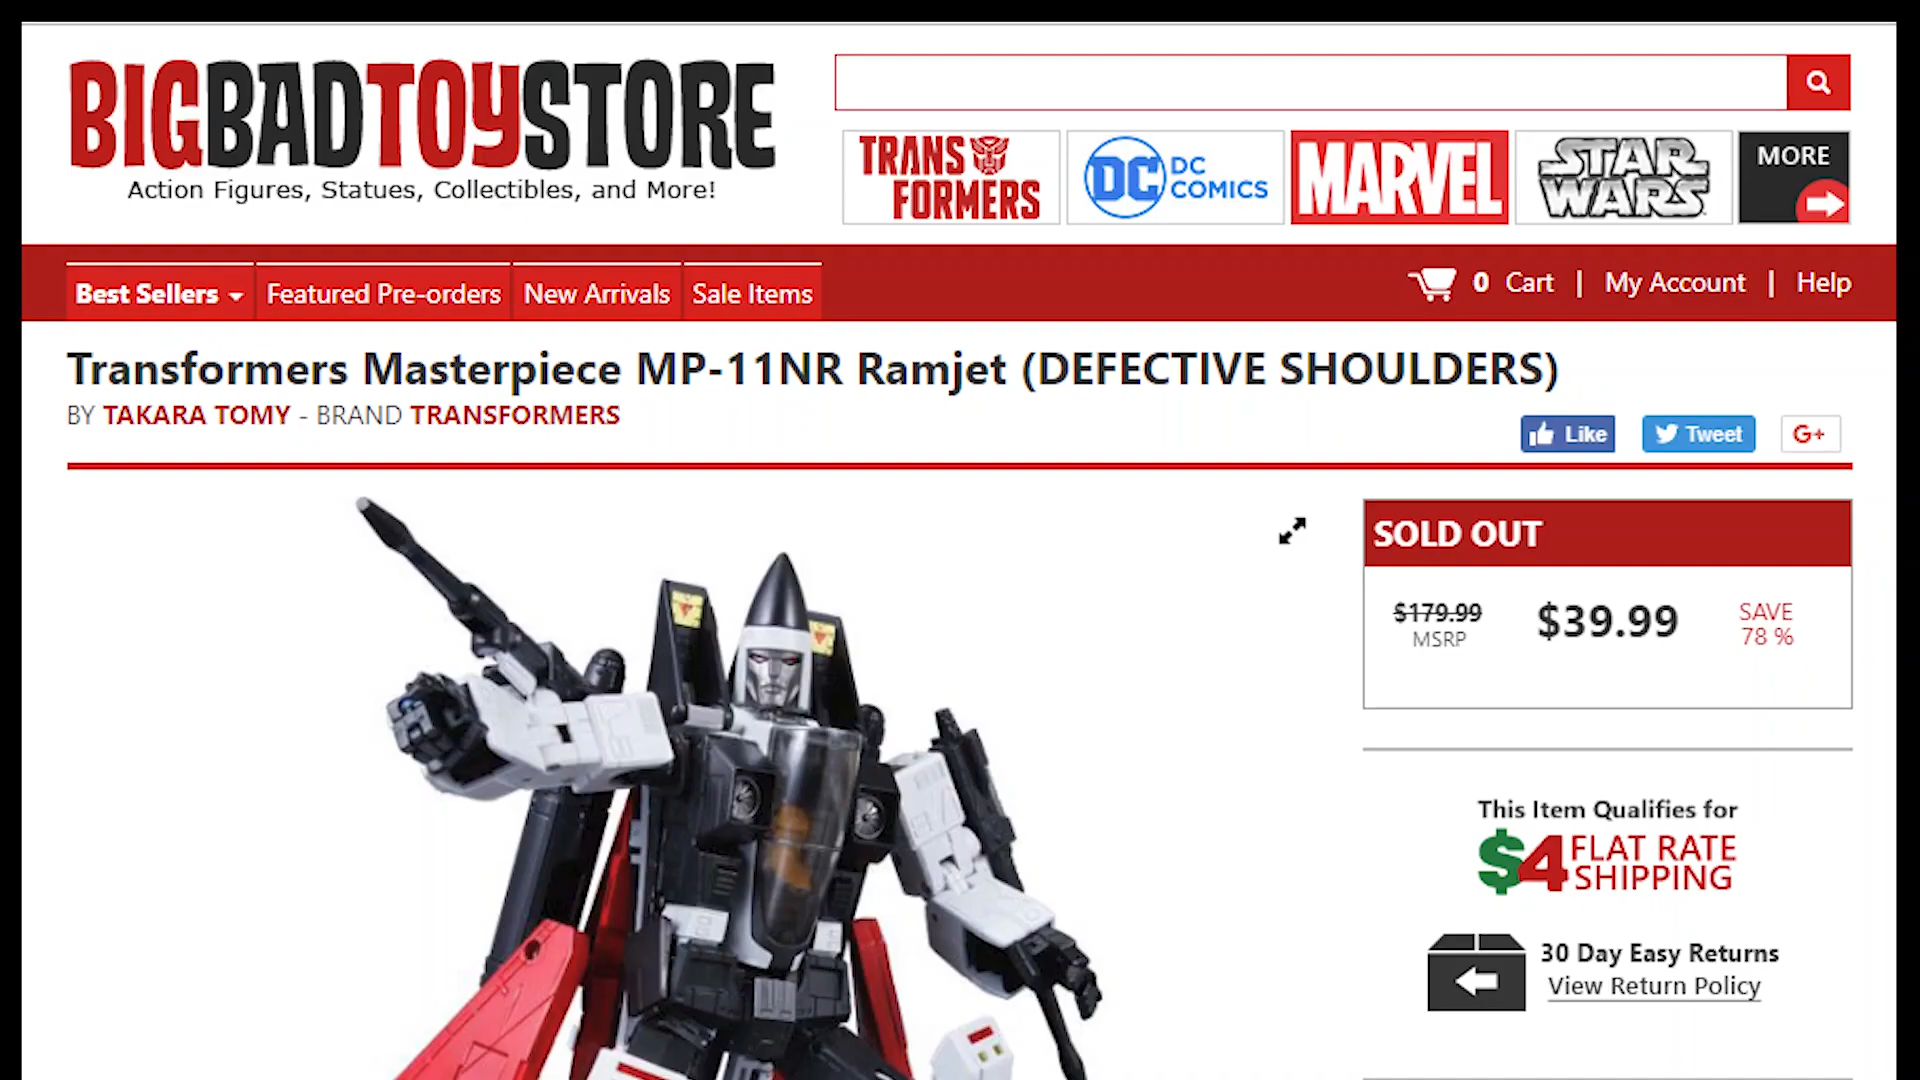 BIGBADTOYSTORE
Action Figures, Statues, Collectibles, and More!
TRANSFORMERS
DC
DC COMICS
MARVEL
STAR WARS
MORE
Best Sellers
Featured Pre-orders
New Arrivals
Sale Items
0 Cart | My Account | Help
Transformers Masterpiece MP-11NR Ramjet (DEFECTIVE SHOULDERS)
BY TAKARA TOMY - BRAND TRANSFORMERS
Like
Tweet
G+
SOLD OUT
$179.99
MSRP
$39.99
SAVE
78 %
This Item Qualifies for
$4 FLAT RATE
SHIPPING
30 Day Easy Returns
View Return Policy